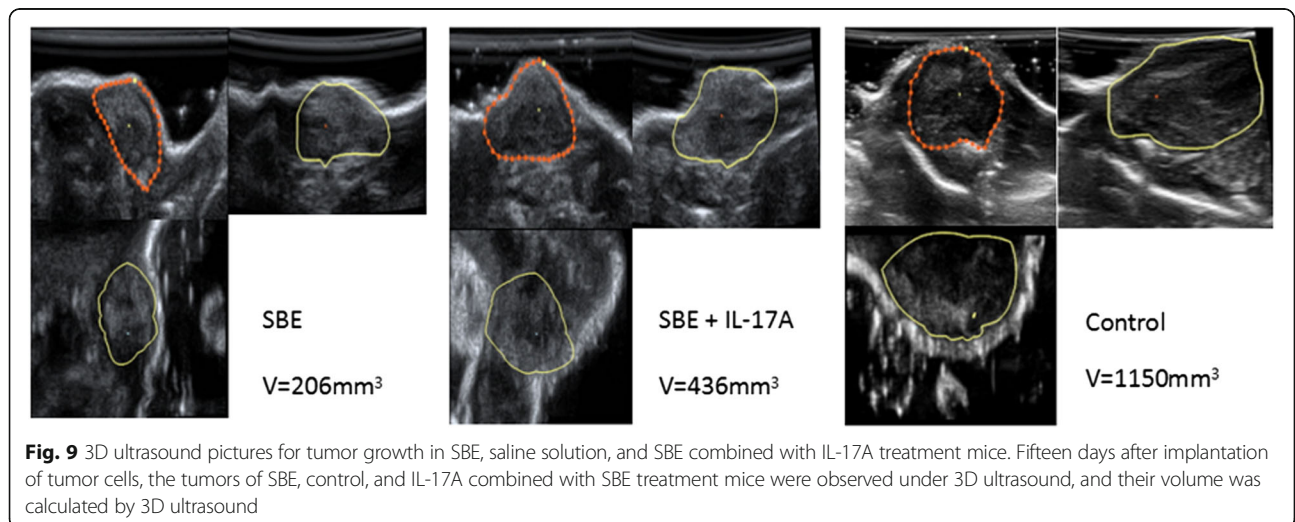 SBE
V=206mm³
SBE + IL-17A
V=436mm³
Control
V=1150mm³
Fig. 9 3D ultrasound pictures for tumor growth in SBE, saline solution, and SBE combined with IL-17A treatment mice. Fifteen days after implantation
of tumor cells, the tumors of SBE, control, and IL-17A combined with SBE treatment mice were observed under 3D ultrasound, and their volume was
calculated by 3D ultrasound